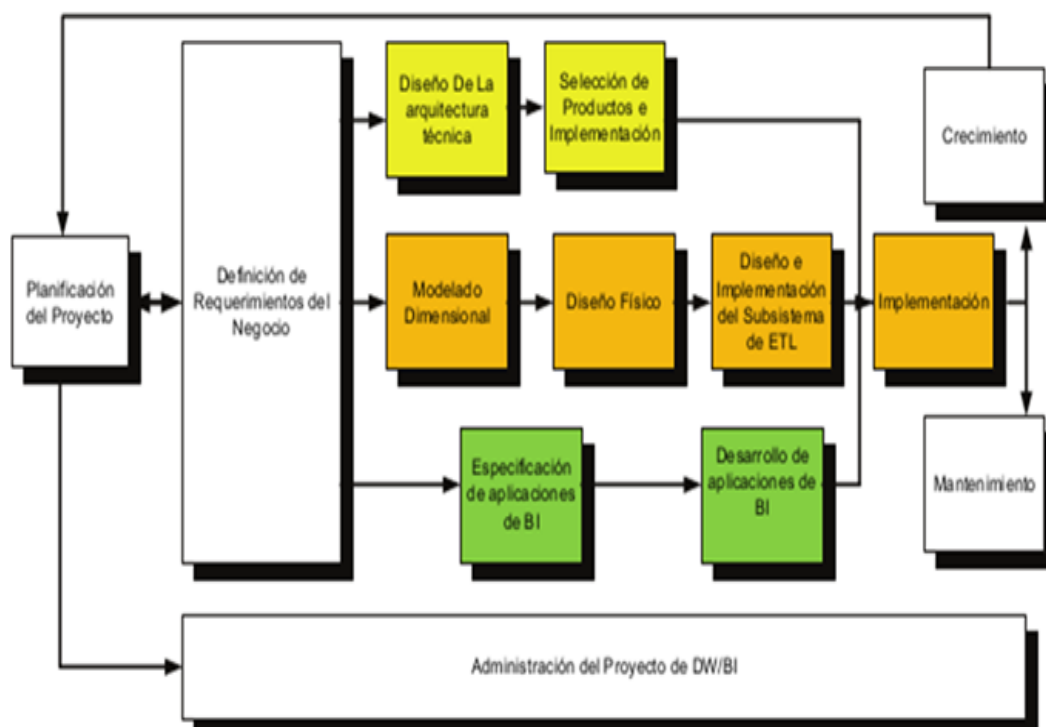 Diseño De La
arquitectura
técnica
Selección de
Productos e
Implementación
Crecimiento
Planificación
del Proyecto
Definición de
Requerimientos del
Negocio
Modelado
Dimensional
Diseño Físico
Diseño e
Implementación
del Subsistema
de ETL
Implementación
Especificación
de aplicaciones
de BI
Desarrollo de
aplicaciones de
BI
Mantenimiento
Administración del Proyecto de DW/BI